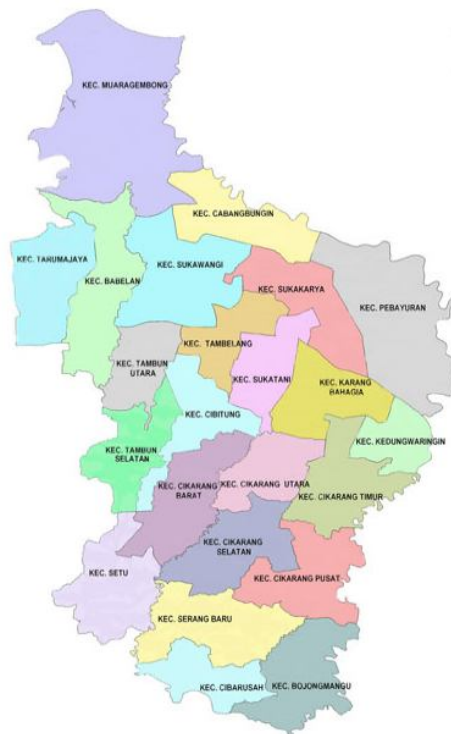 KEC. MUARAGEMBONG
KEC. CABANGBUNGIN
KEC. TARUMAJAYA
KEC. BABELAN
KEC. SUKAWANGI
KEC. SUKAKARYA
KEC. PEBAYURAN
KEC. TAMBUN
UTARA
KEC. TAMBELANG
KEC. SUKATANI
KEC. KARANG
BAHAGIA
KEC. CIBITUNG
KEC. KEDUNGWARINGIN
KEC. TAMBUN
SELATAN
KEC. CIKARANG
BARAT
KEC. CIKARANG UTARA
KEC. CIKARANG TIMUR
KEC. CIKARANG
SELATAN
KEC. SETU
KEC. CIKARANG PUSAT
KEC. SERANG BARU
KEC. CIBARUSAH
KEC. BOJONGMANGU